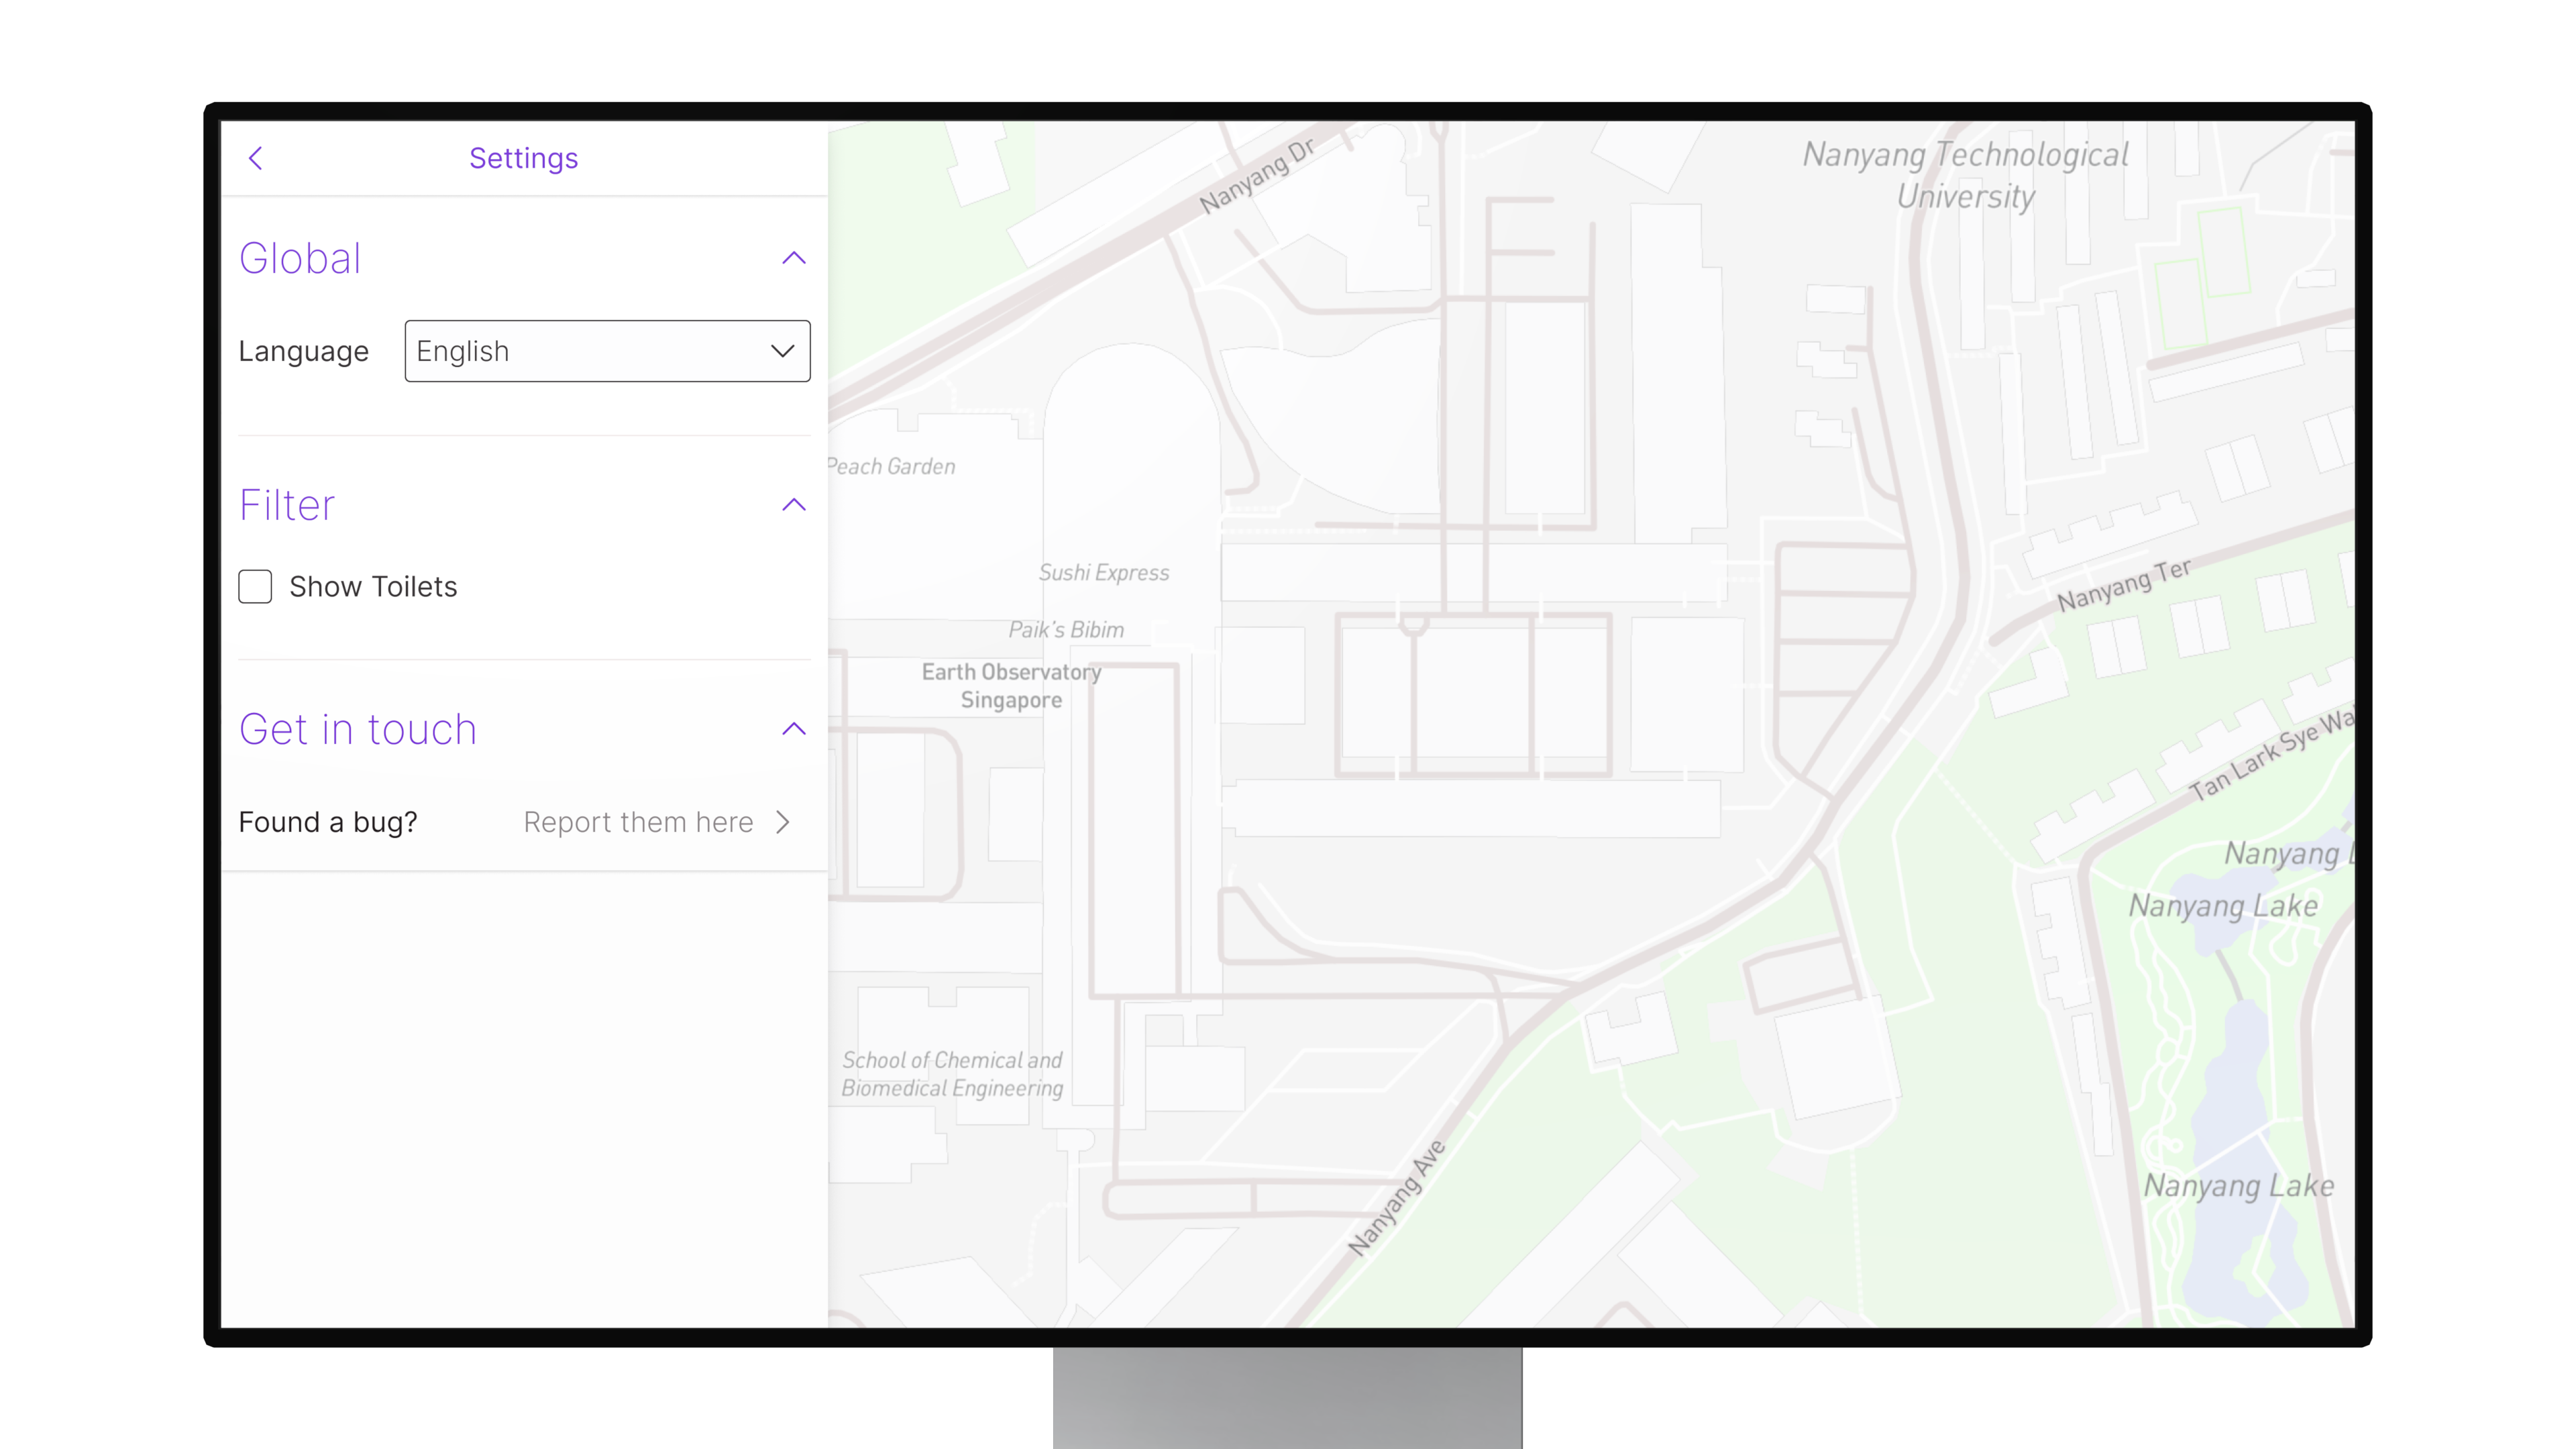 Settings
Global
Language
English
Filter
Show Toilets
Get in touch
Found a bug?
Report them here
Nanyang Dr
Nanyang Technological
University
Peach Garden
Sushi Express
Paik's Bibim
Earth Observatory
Singapore
Nanyang Ter
Tan Lark Sye
Nanyang
Nanyang Lake
School of Chemical and
Biomedical Engineering
Nanyang Ave
Nanyang Lake